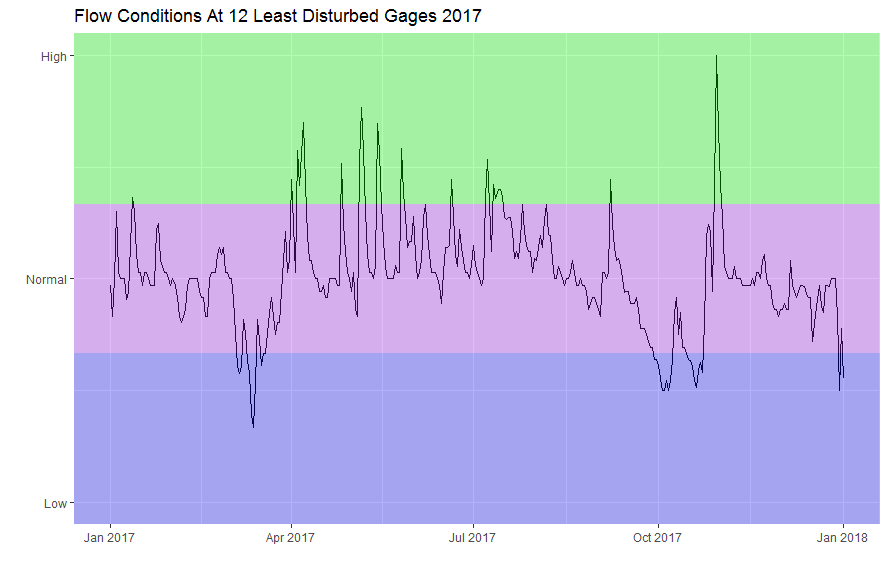 Flow Conditions At 12 Least Disturbed Gages 2017
High
Normal
Low
Jan 2017 Apr 2017 Jul 2017 Oct 2017 Jan 2018